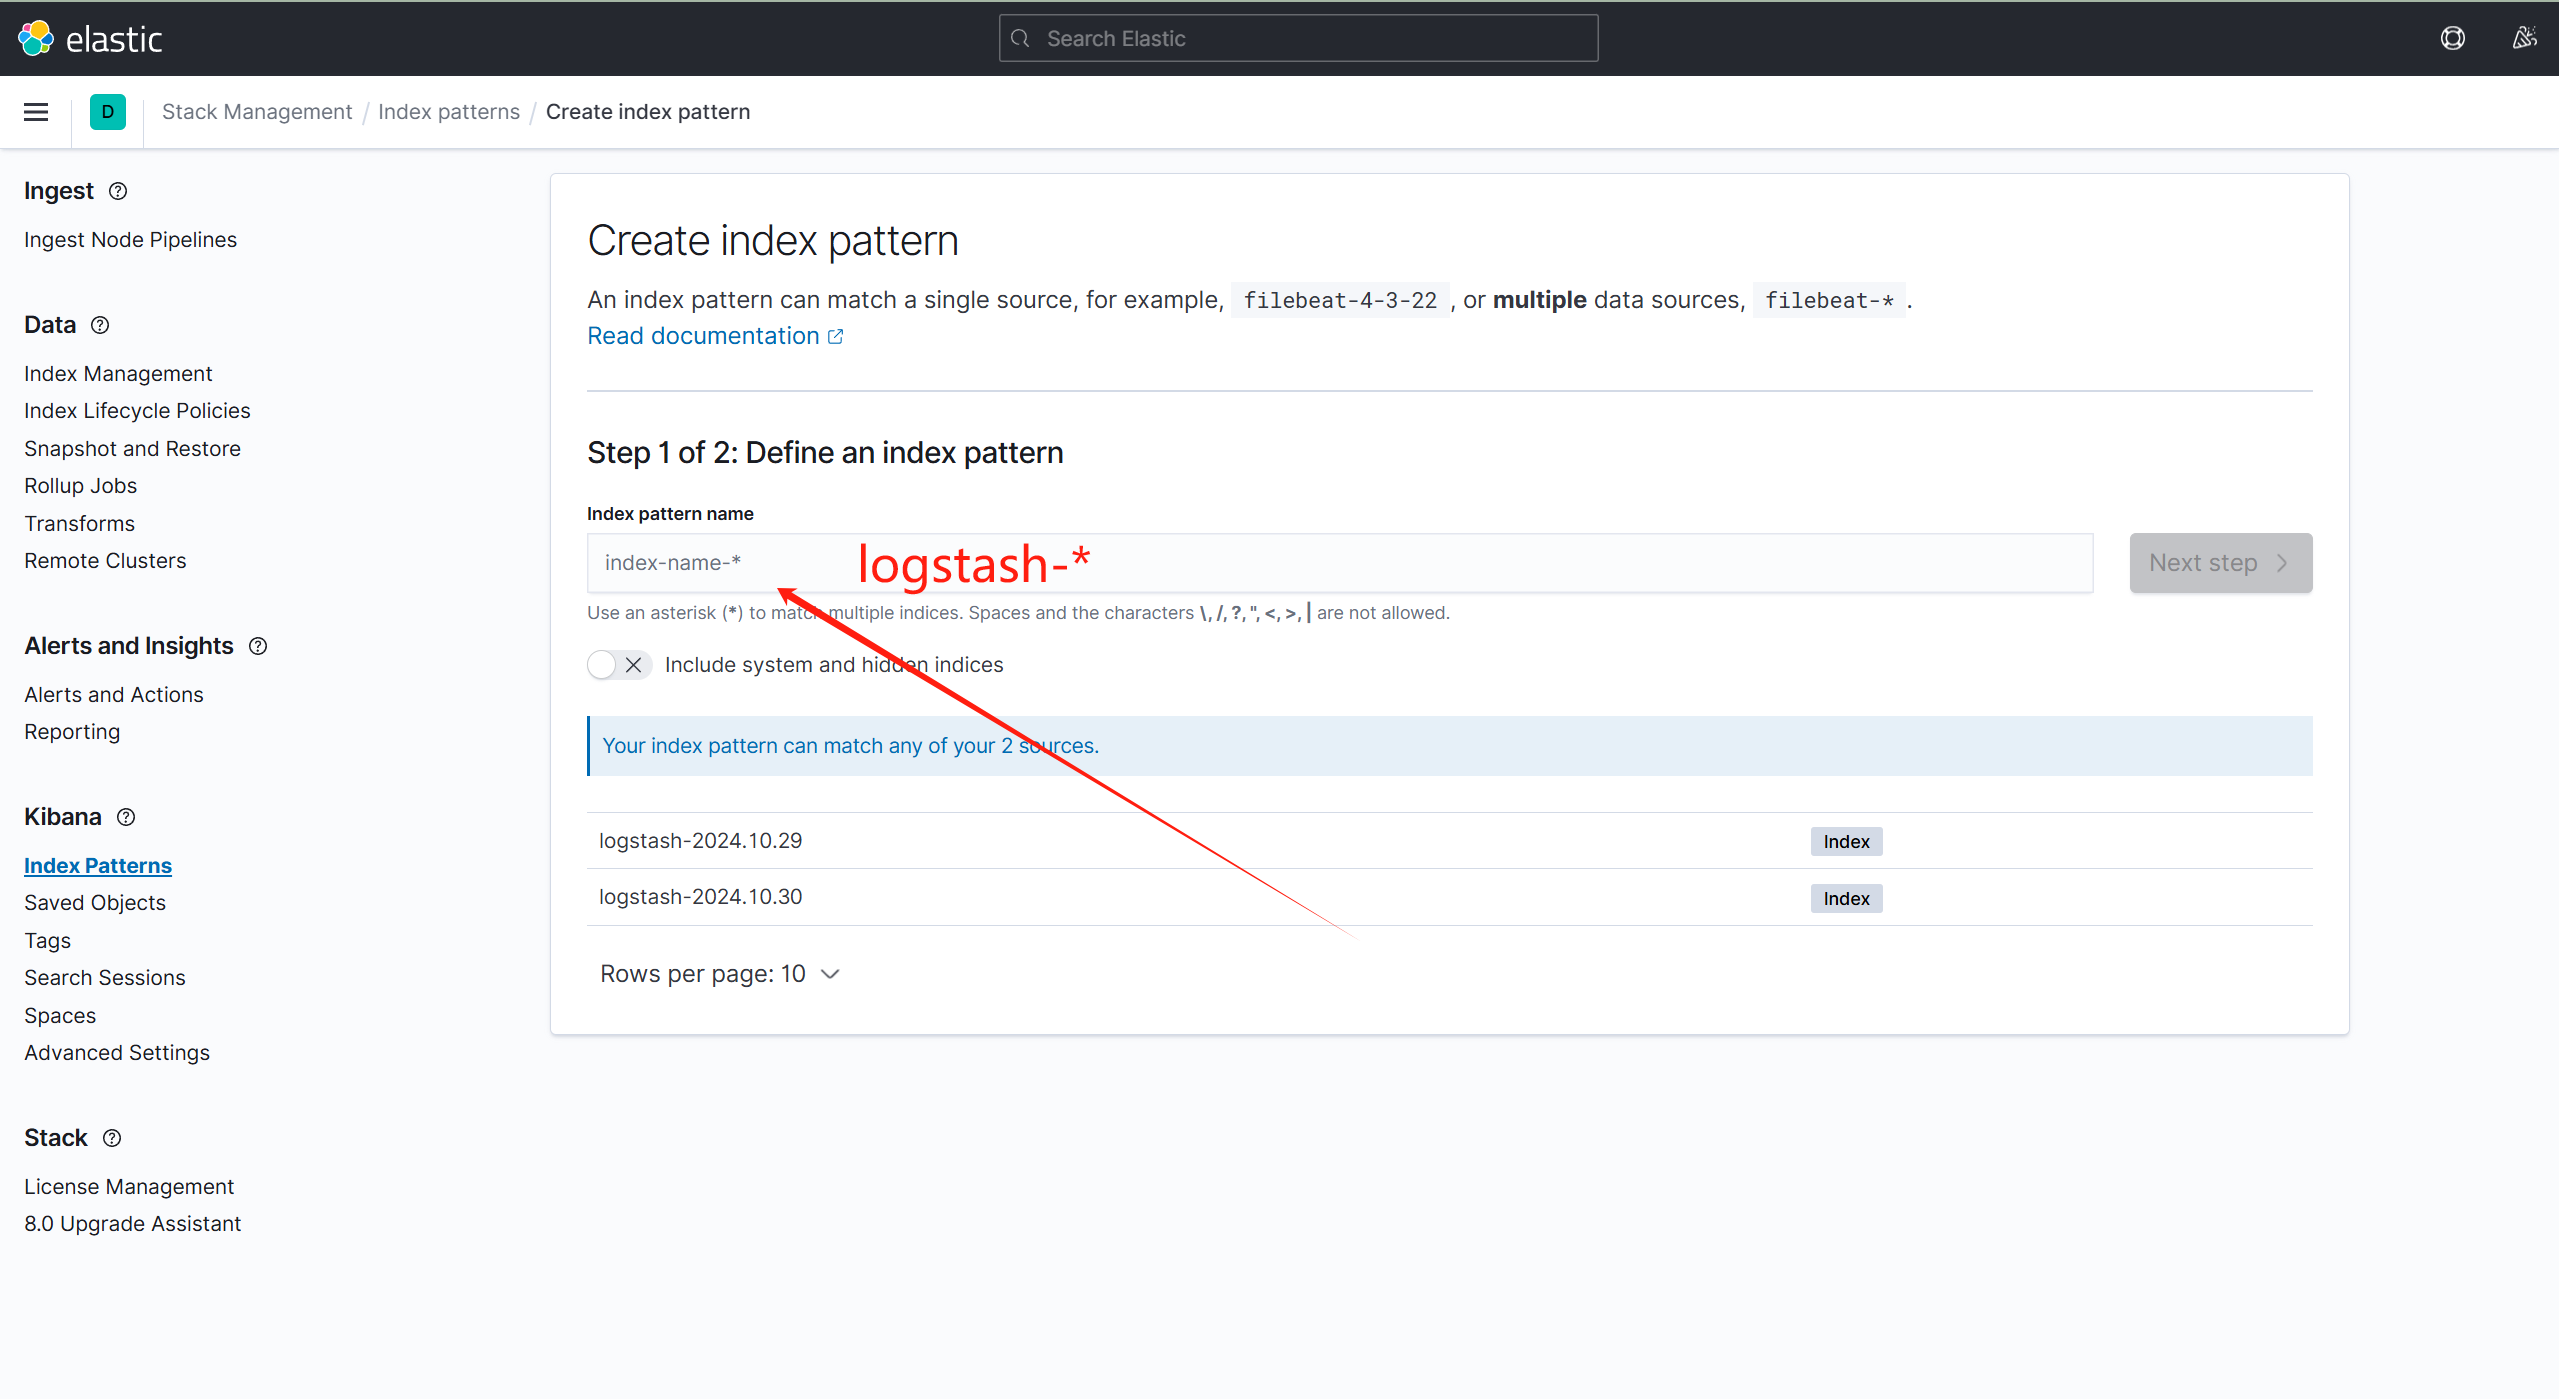 elastic
Search Elastic
D
Stack Management / Index patterns / Create index pattern
Ingest
Ingest Node Pipelines
Data
Index Management
Index Lifecycle Policies
Snapshot and Restore
Rollup Jobs
Transforms
Remote Clusters
Alerts and Insights
Alerts and Actions
Reporting
Kibana
Index Patterns
Saved Objects
Tags
Search Sessions
Spaces
Advanced Settings
Stack
License Management
8.0 Upgrade Assistant
Create index pattern
An index pattern can match a single source, for example, filebeat-4-3-22 , or multiple data sources, filebeat-* .
Read documentation
Step 1 of 2: Define an index pattern
Index pattern name
index-name-* logstash-*
Next step
Use an asterisk (*) to match multiple indices. Spaces and the characters \, /, ?, ", <, >, | are not allowed.
Include system and hidden indices
Your index pattern can match any of your 2 sources.
logstash-2024.10.29 Index
logstash-2024.10.30 Index
Rows per page: 10